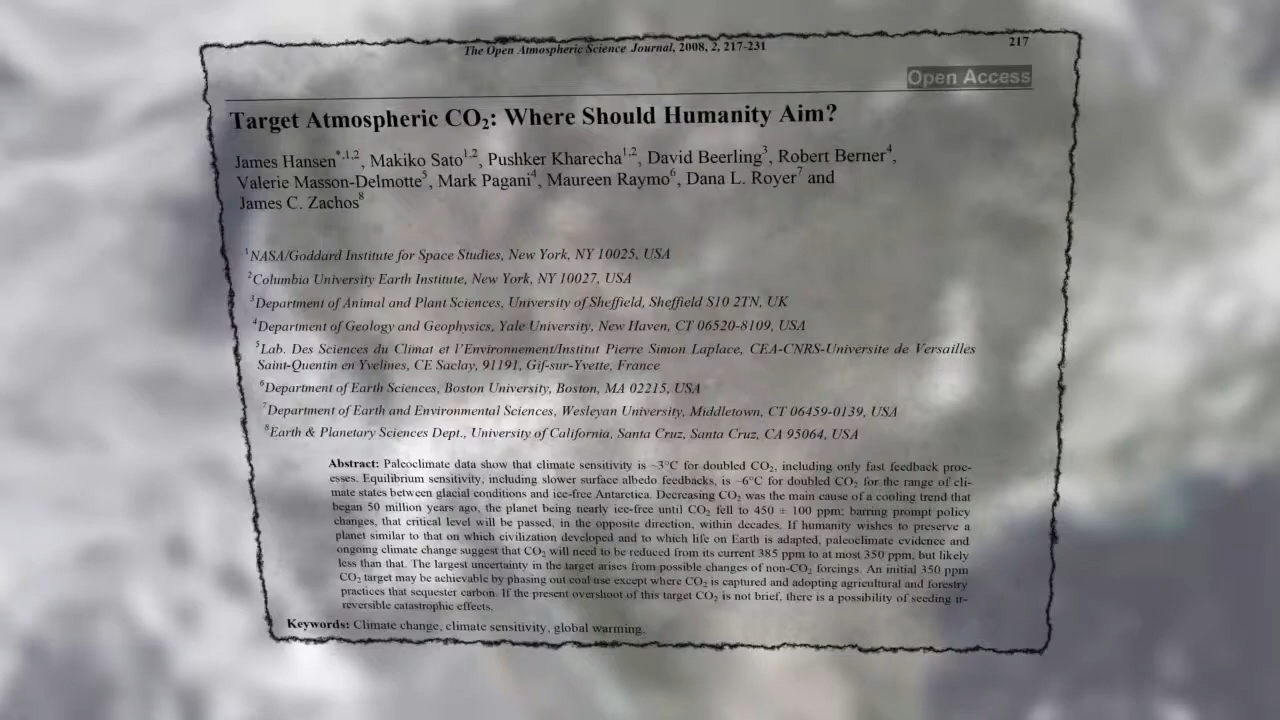 The Open Atmospheric Science Journal, 2008, 2, 217-231
217
Open Access
Target Atmospheric CO₂: Where Should Humanity Aim?
James Hansen*,1,2, Makiko Sato1,2, Pushker Kharecha1,2, David Beerling3, Robert Berner4,
Valerie Masson-Delmotte5, Mark Pagani4, Maureen Raymo6, Dana L. Royer7 and
James C. Zachos8
1NASA/Goddard Institute for Space Studies, New York, NY 10025, USA
2Columbia University Earth Institute, New York, NY 10027, USA
3Department of Animal and Plant Sciences, University of Sheffield, Sheffield S10 2TN, UK
4Department of Geology and Geophysics, Yale University, New Haven, CT 06520-8109, USA
5Lab. Des Sciences du Climat et l'Environnement/Institut Pierre Simon Laplace, CEA-CNRS-Universite de Versailles
Saint-Quentin en Yvelines, CE Saclay, 91191, Gif-sur-Yvette, France
6Department of Earth Sciences, Boston University, Boston, MA 02215, USA
7Department of Earth and Environmental Sciences, Wesleyan University, Middletown, CT 06459-0139, USA
8Earth & Planetary Sciences Dept., University of California, Santa Cruz, Santa Cruz, CA 95064, USA
Abstract: Paleoclimate data show that climate sensitivity is ~3°C for doubled CO₂, including only fast feedback proc-
esses. Equilibrium sensitivity, including slower surface albedo feedbacks, is ~6°C for doubled CO₂ for the range of cli-
mate states between glacial conditions and ice-free Antarctica. Decreasing CO₂ was the main cause of a cooling trend that
began 50 million years ago, the planet being nearly ice-free until CO₂ fell to 450 ± 100 ppm; barring prompt policy
changes, that critical level will be passed, in the opposite direction, within decades. If humanity wishes to preserve a
planet similar to that on which civilization developed and to which life on Earth is adapted, paleoclimate evidence and
ongoing climate change suggest that CO₂ will need to be reduced from its current 385 ppm to at most 350 ppm, but likely
less than that. The largest uncertainty in the target arises from possible changes of non-CO₂ forcings. An initial 350 ppm
CO₂ target may be achievable by phasing out coal use except where CO₂ is captured and adopting agricultural and forestry
practices that sequester carbon. If the present overshoot of this target CO₂ is not brief, there is a possibility of seeding ir-
reversible catastrophic effects.
Keywords: Climate change, climate sensitivity, global warming.